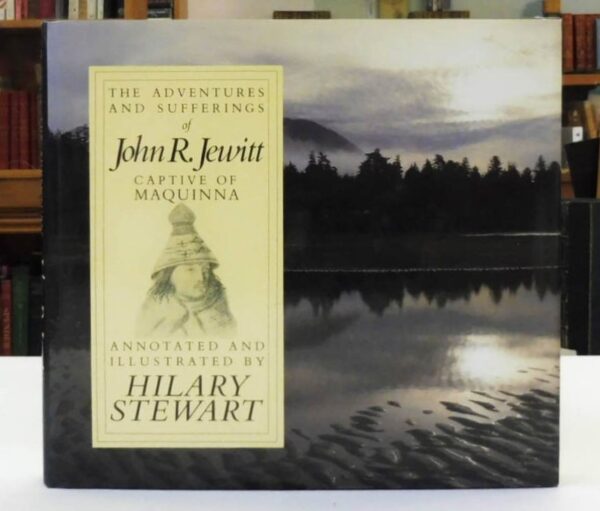 THE ADVENTURES
AND SUFFERINGS
of
John R. Jewitt
CAPTIVE OF
MAQUINNA
ANNOTATED AND
ILLUSTRATED BY
HILARY
STEWART